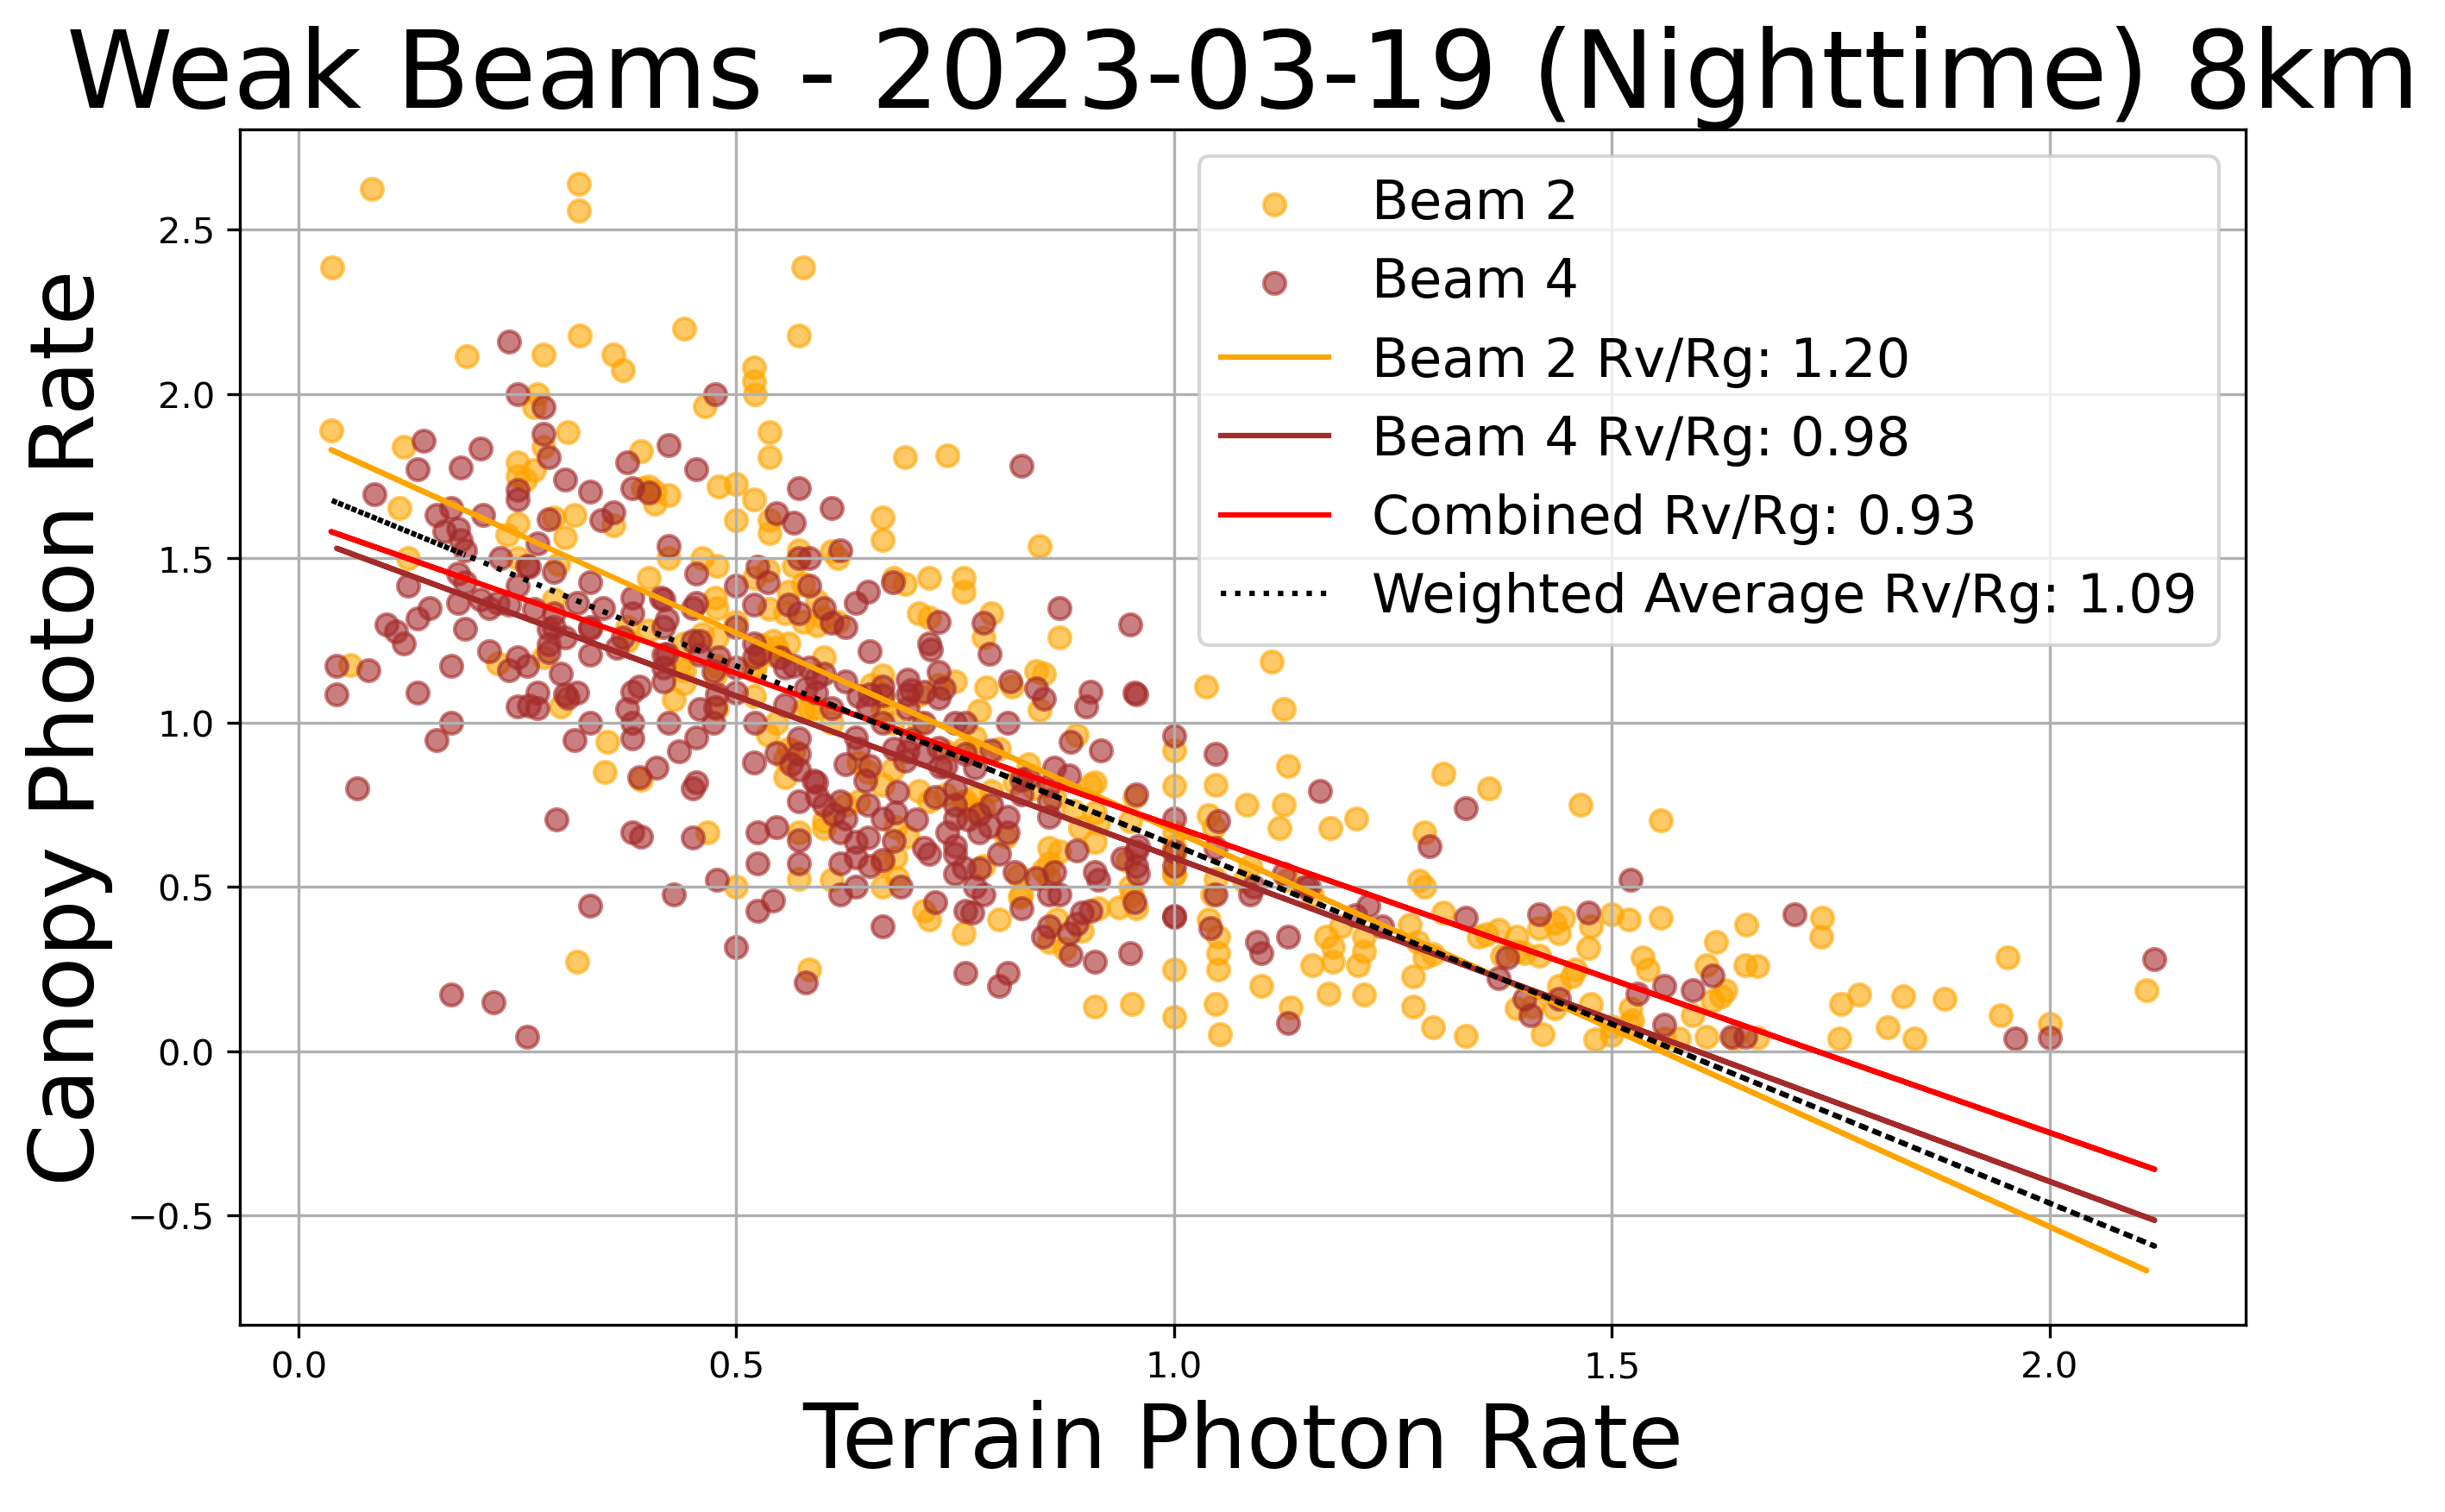 Weak Beams - 2023-03-19 (Nighttime) 8km
Canopy Photon Rate
2.5
2.0
1.5
1.0
0.5
0.0
−0.5
Beam 2
Beam 4
Beam 2 Rv/Rg: 1.20
Beam 4 Rv/Rg: 0.98
Combined Rv/Rg: 0.93
Weighted Average Rv/Rg: 1.09
0.0 0.5 1.0 1.5 2.0
Terrain Photon Rate